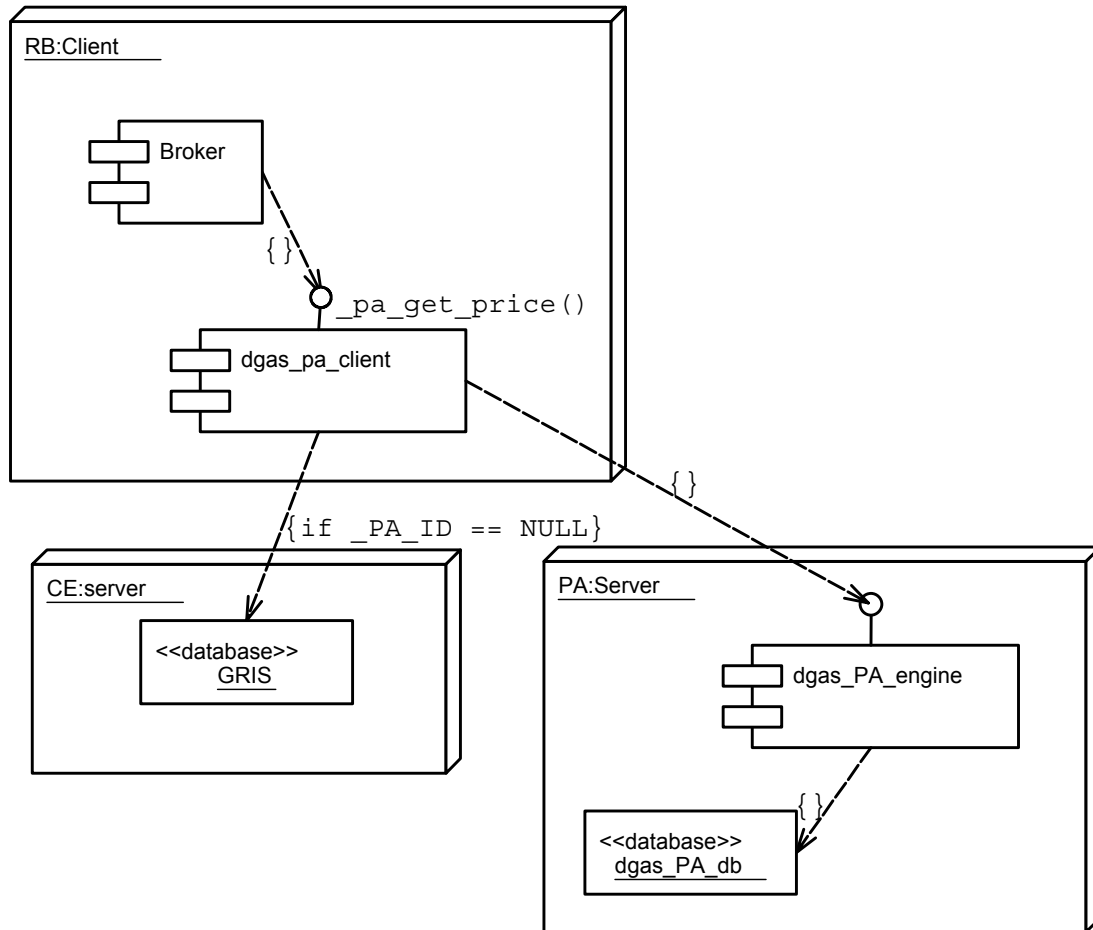 RB:Client
Broker
{}
_pa_get_price()
dgas_pa_client
{}
{if _PA_ID == NULL}
CE:server
PA:Server
<<database>>
GRIS
dgas_PA_engine
{}
<<database>>
dgas_PA_db